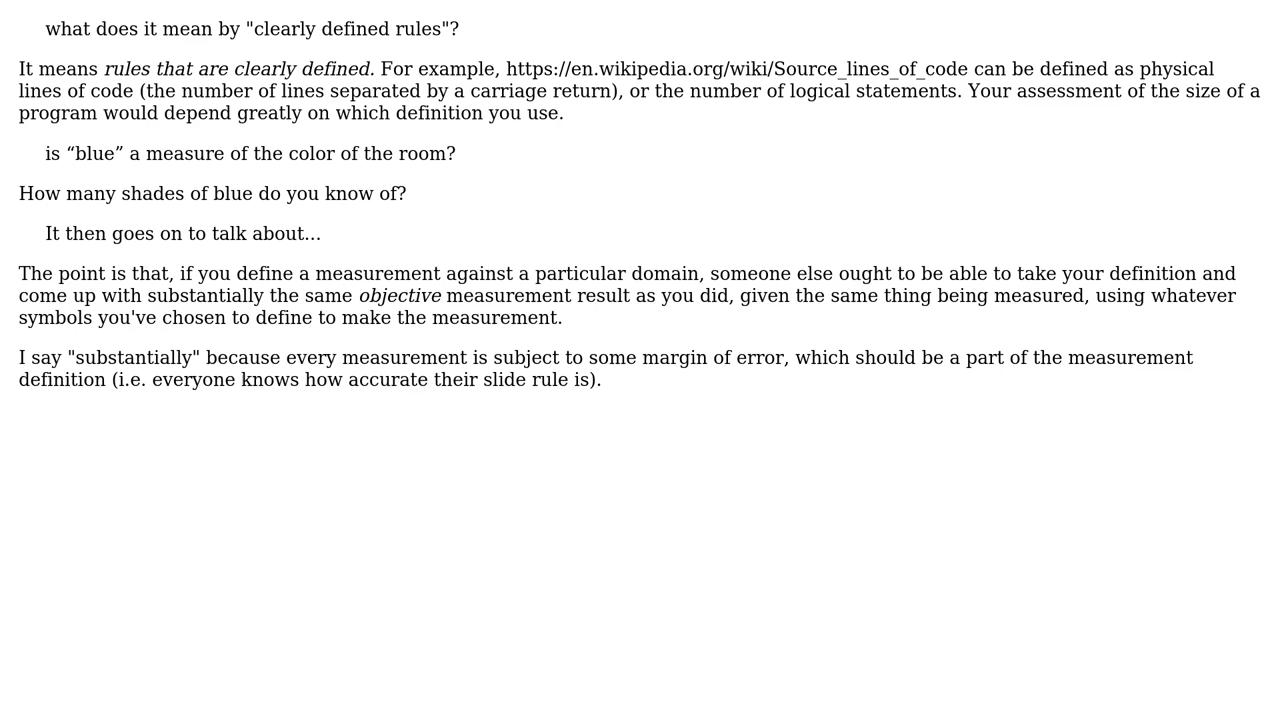 what does it mean by "clearly defined rules"?
It means rules that are clearly defined. For example, https://en.wikipedia.org/wiki/Source_lines_of_code can be defined as physical
lines of code (the number of lines separated by a carriage return), or the number of logical statements. Your assessment of the size of a
program would depend greatly on which definition you use.
is “blue” a measure of the color of the room?
How many shades of blue do you know of?
It then goes on to talk about...
The point is that, if you define a measurement against a particular domain, someone else ought to be able to take your definition and
come up with substantially the same objective measurement result as you did, given the same thing being measured, using whatever
symbols you've chosen to define to make the measurement.
I say "substantially" because every measurement is subject to some margin of error, which should be a part of the measurement
definition (i.e. everyone knows how accurate their slide rule is).